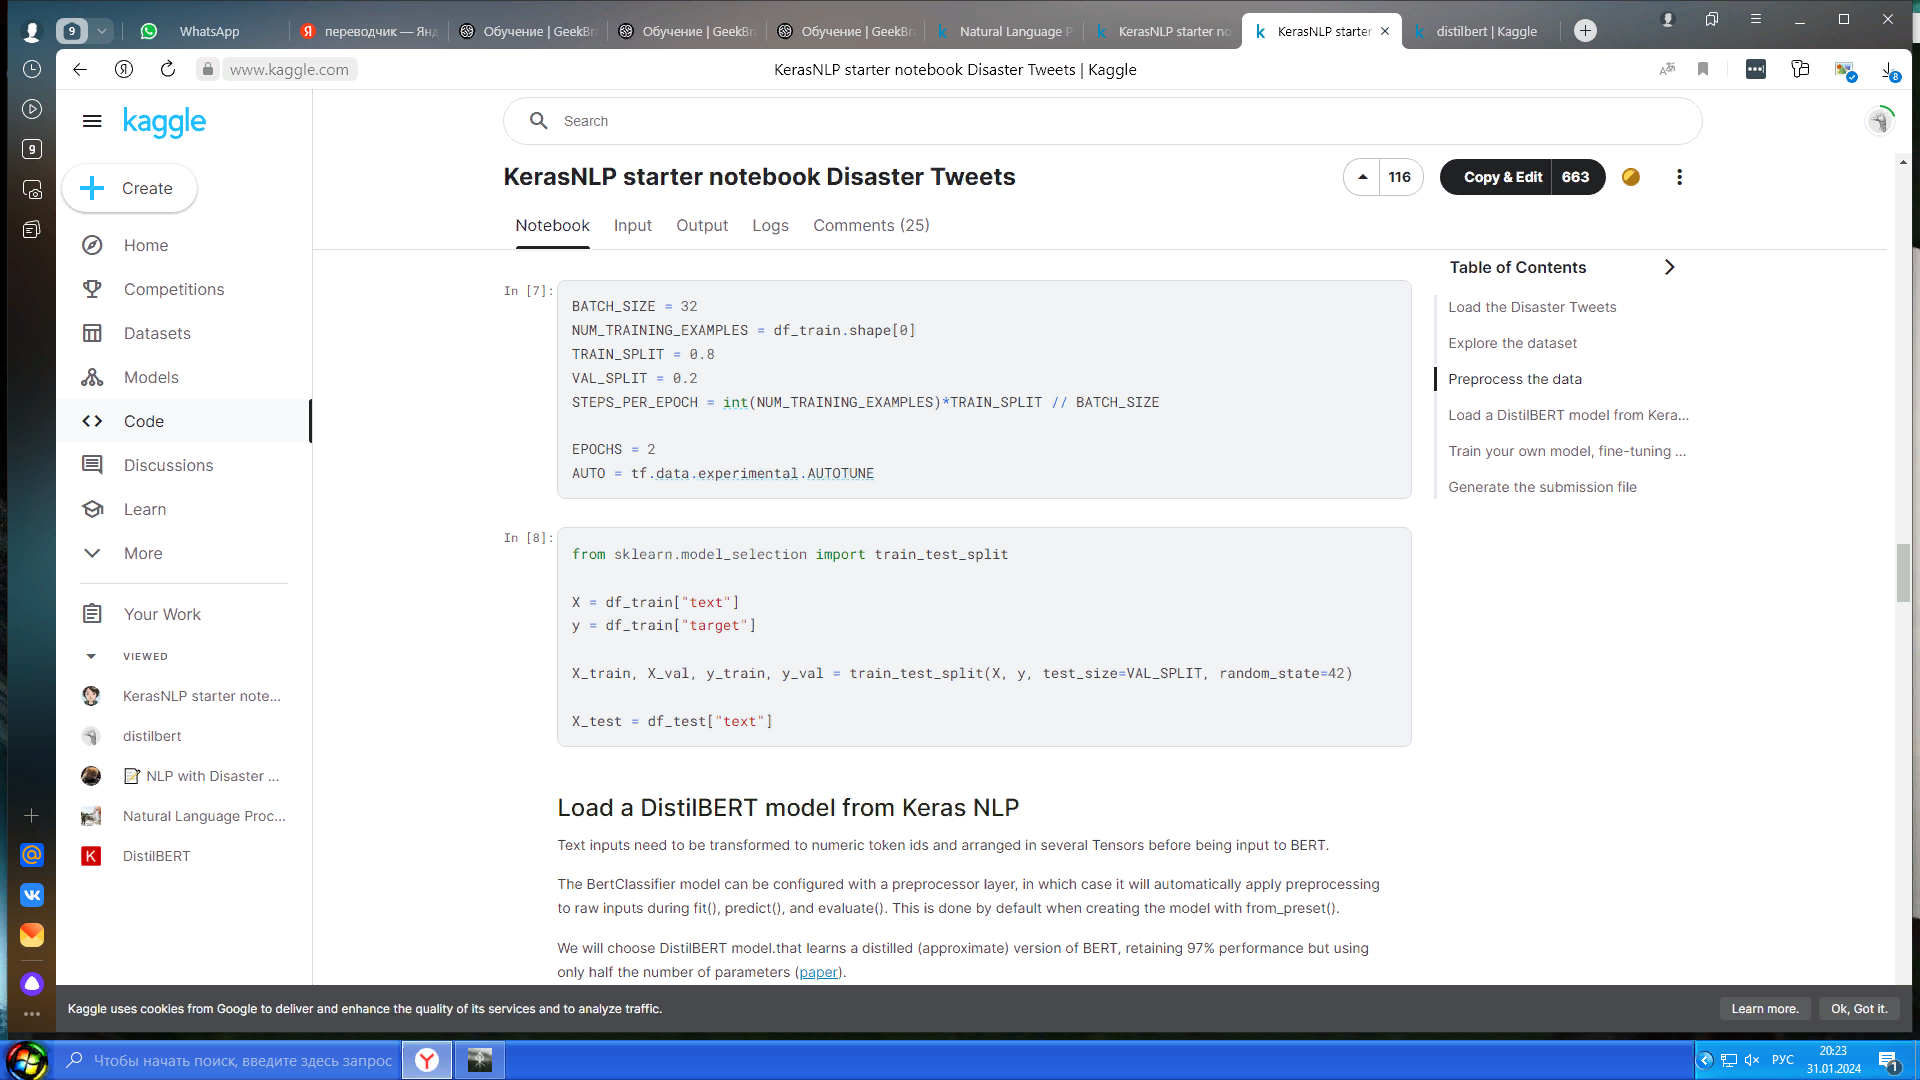 9
WhatsApp
переводчик — Янд
Обучение | GeekBr
Обучение | GeekBr
Обучение | GeekBr
Natural Language P
KerasNLP starter no
KerasNLP starter
distilbert | Kaggle
www.kaggle.com
KerasNLP starter notebook Disaster Tweets | Kaggle
8
9
kaggle
Search
Create
KerasNLP starter notebook Disaster Tweets
116
Copy & Edit
663
Notebook
Input
Output
Logs
Comments (25)
Home
Competitions
Datasets
Models
Code
Discussions
Learn
More
Your Work
VIEWED
KerasNLP starter note...
distilbert
NLP with Disaster ...
Natural Language Proc...
K DistilBERT
In [7]:
BATCH_SIZE = 32
NUM_TRAINING_EXAMPLES = df_train.shape[0]
TRAIN_SPLIT = 0.8
VAL_SPLIT = 0.2
STEPS_PER_EPOCH = int(NUM_TRAINING_EXAMPLES)*TRAIN_SPLIT // BATCH_SIZE
EPOCHS = 2
AUTO = tf.data.experimental.AUTOTUNE
In [8]:
from sklearn.model_selection import train_test_split
X = df_train["text"]
y = df_train["target"]
X_train, X_val, y_train, y_val = train_test_split(X, y, test_size=VAL_SPLIT, random_state=42)
X_test = df_test["text"]
Load a DistilBERT model from Keras NLP
Text inputs need to be transformed to numeric token ids and arranged in several Tensors before being input to BERT.
The BertClassifier model can be configured with a preprocessor layer, in which case it will automatically apply preprocessing
to raw inputs during fit(), predict(), and evaluate(). This is done by default when creating the model with from_preset().
We will choose DistilBERT model.that learns a distilled (approximate) version of BERT, retaining 97% performance but using
only half the number of parameters (paper).
Table of Contents
Load the Disaster Tweets
Explore the dataset
Preprocess the data
Load a DistilBERT model from Kera...
Train your own model, fine-tuning ...
Generate the submission file
Kaggle uses cookies from Google to deliver and enhance the quality of its services and to analyze traffic.
Learn more.
Ok, Got it.
Чтобы начать поиск, введите здесь запрос
РУС
20:23
31.01.2024
1